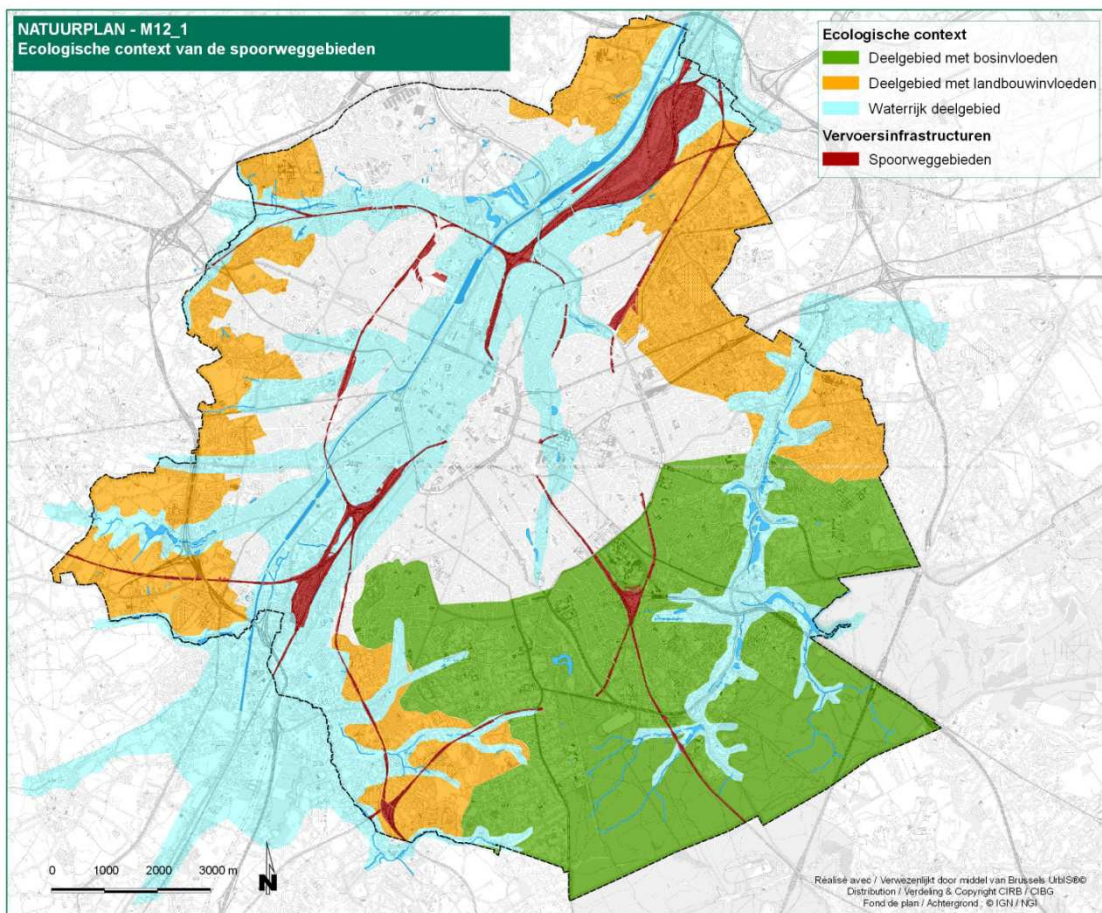 NATUURPLAN - M12_1
Ecologische context van de spoorweggebieden
Ecologische context
Deelgebied met bosinvloeden
Deelgebied met landbouwinvloeden
Waterrijk deelgebied
Vervoersinfrastructuren
Spoorweggebieden
0 1000 2000 3000 m
N
Réalisé avec / Verwezenlijkt door middel van Brussels UrbIS®©
Distribution / Verdeling & Copyright CIRB / CIBG
Fond de plan / Achtergrond : © IGN / NGI